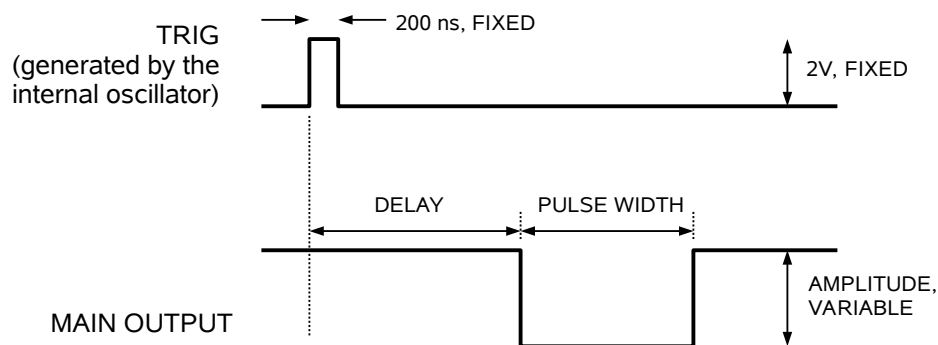 TRIG
(generated by the
internal oscillator)
200 ns, FIXED
2V, FIXED
DELAY
PULSE WIDTH
AMPLITUDE,
VARIABLE
MAIN OUTPUT